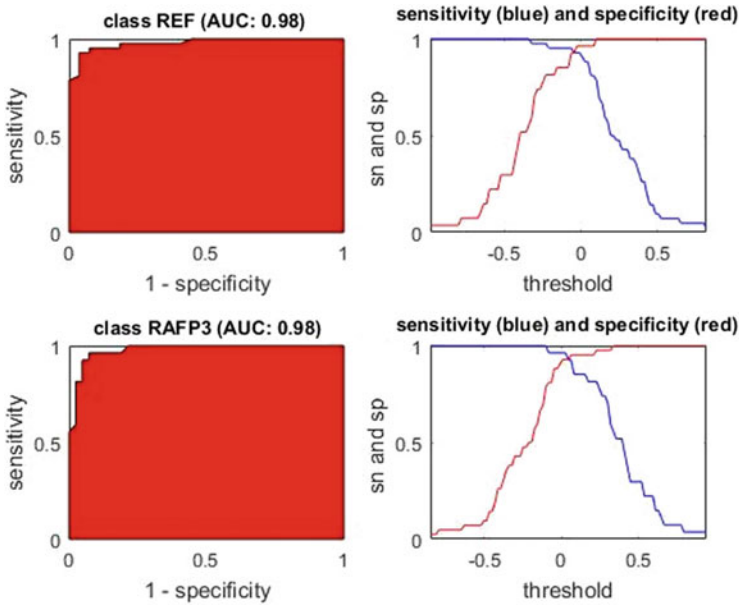 class REF (AUC: 0.98)
sensitivity
1
0.5
0
0
0.5
1
1 - specificity
sensitivity (blue) and specificity (red)
sn and sp
1
0.5
0
-0.5
0
0.5
threshold
class RAFP3 (AUC: 0.98)
sensitivity
1
0.5
0
0
0.5
1
1 - specificity
sensitivity (blue) and specificity (red)
sn and sp
1
0.5
0
-0.5
0
0.5
threshold